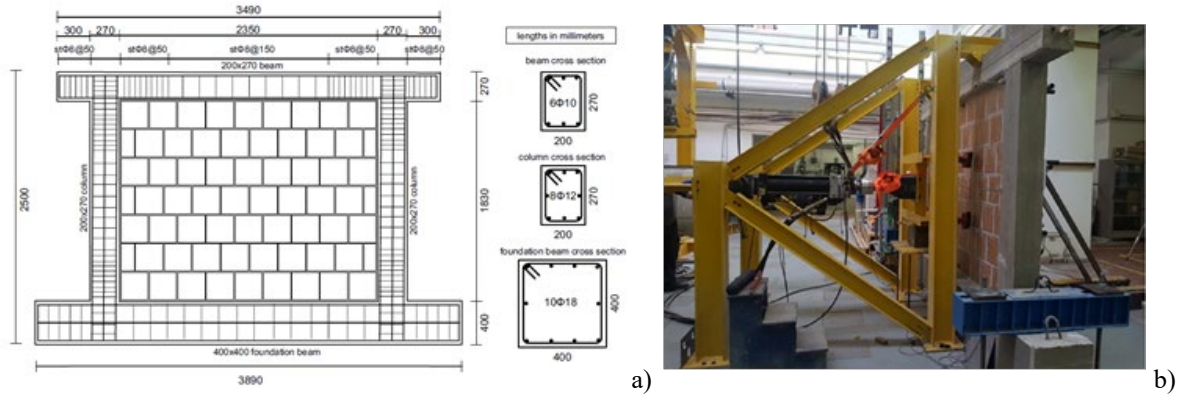 3490
300 270 2350 270 300
stΦ6@50 stΦ6@50 stΦ6@150 stΦ6@50 stΦ6@50
200x270 beam
270
2500
200x270 column
200x270 column
1830
400
400x400 foundation beam
3890
lengths in millimeters
beam cross section
6Φ10
270
200
column cross section
8Φ12
270
200
foundation beam cross section
10Φ18
400
400
a)
b)